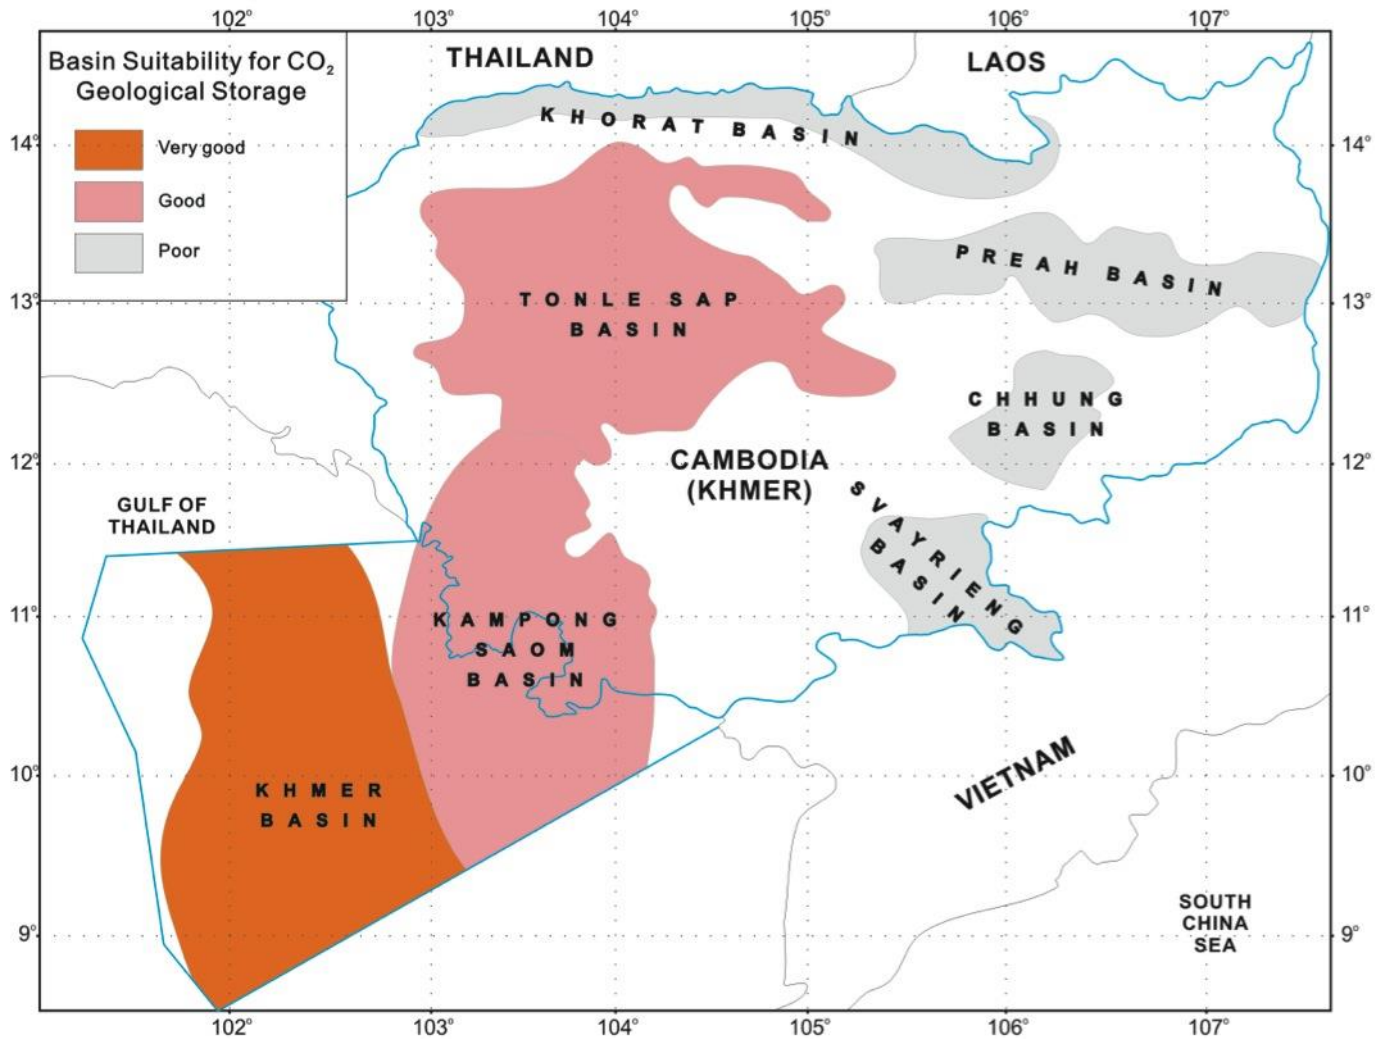 102° 103° 104° 105° 106° 107°
Basin Suitability for CO₂
Geological Storage
Very good
Good
Poor
THAILAND
LAOS
KHORAT BASIN
14° 14°
PREAH BASIN
TONLE SAP
BASIN
13° 13°
CHHUNG
BASIN
CAMBODIA
(KHMER)
12° 12°
GULF OF
THAILAND
SVAYRIENG
BASIN
11° 11°
KAMPONG
SAOM
BASIN
VIETNAM
10° 10°
KHMER
BASIN
SOUTH
CHINA
SEA
9° 9°
102° 103° 104° 105° 106° 107°